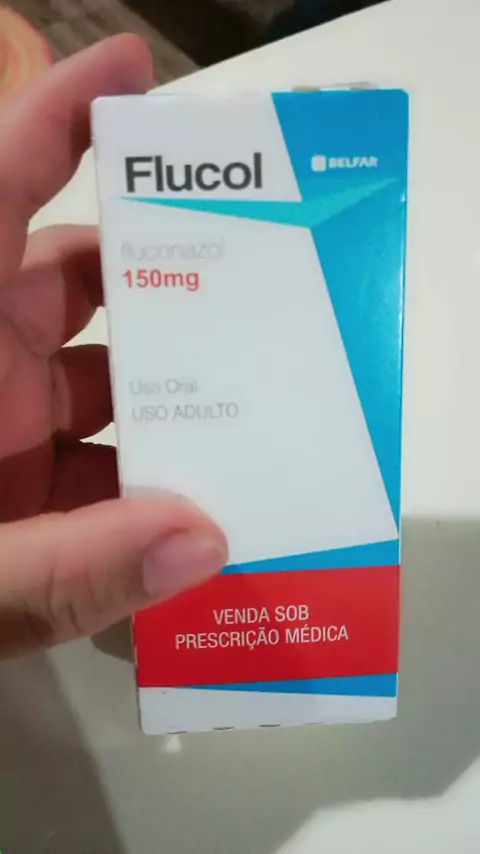 Flucol
BELFAR
fluconazol
150mg
Uso Oral
USO ADULTO
VENDA SOB
PRESCRIÇÃO MÉDICA